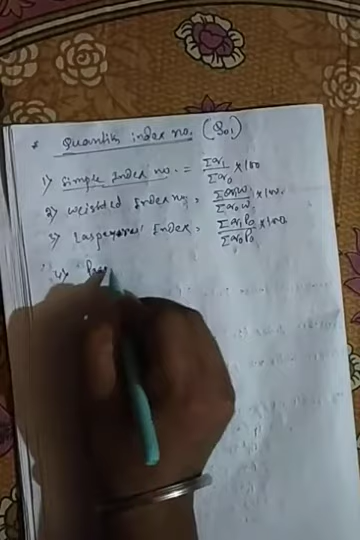 * Quantity index no. (Q01)
1) Simple Index no. = Σq1/Σq0 × 100
2) Weighted Index no = Σq1w/Σq0w × 100
3) Laspeyres' Index = Σq1P0/Σq0P0 × 100
4)